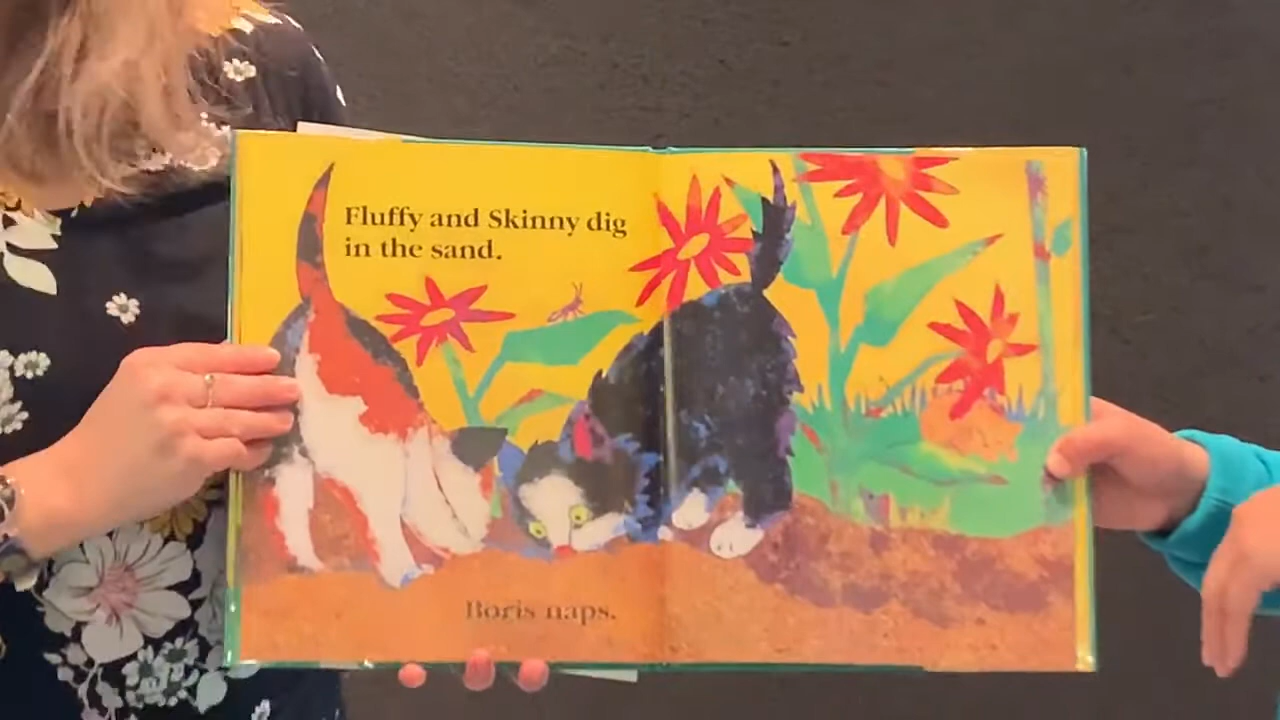 Fluffy and Skinny dig
in the sand.
Boris naps.